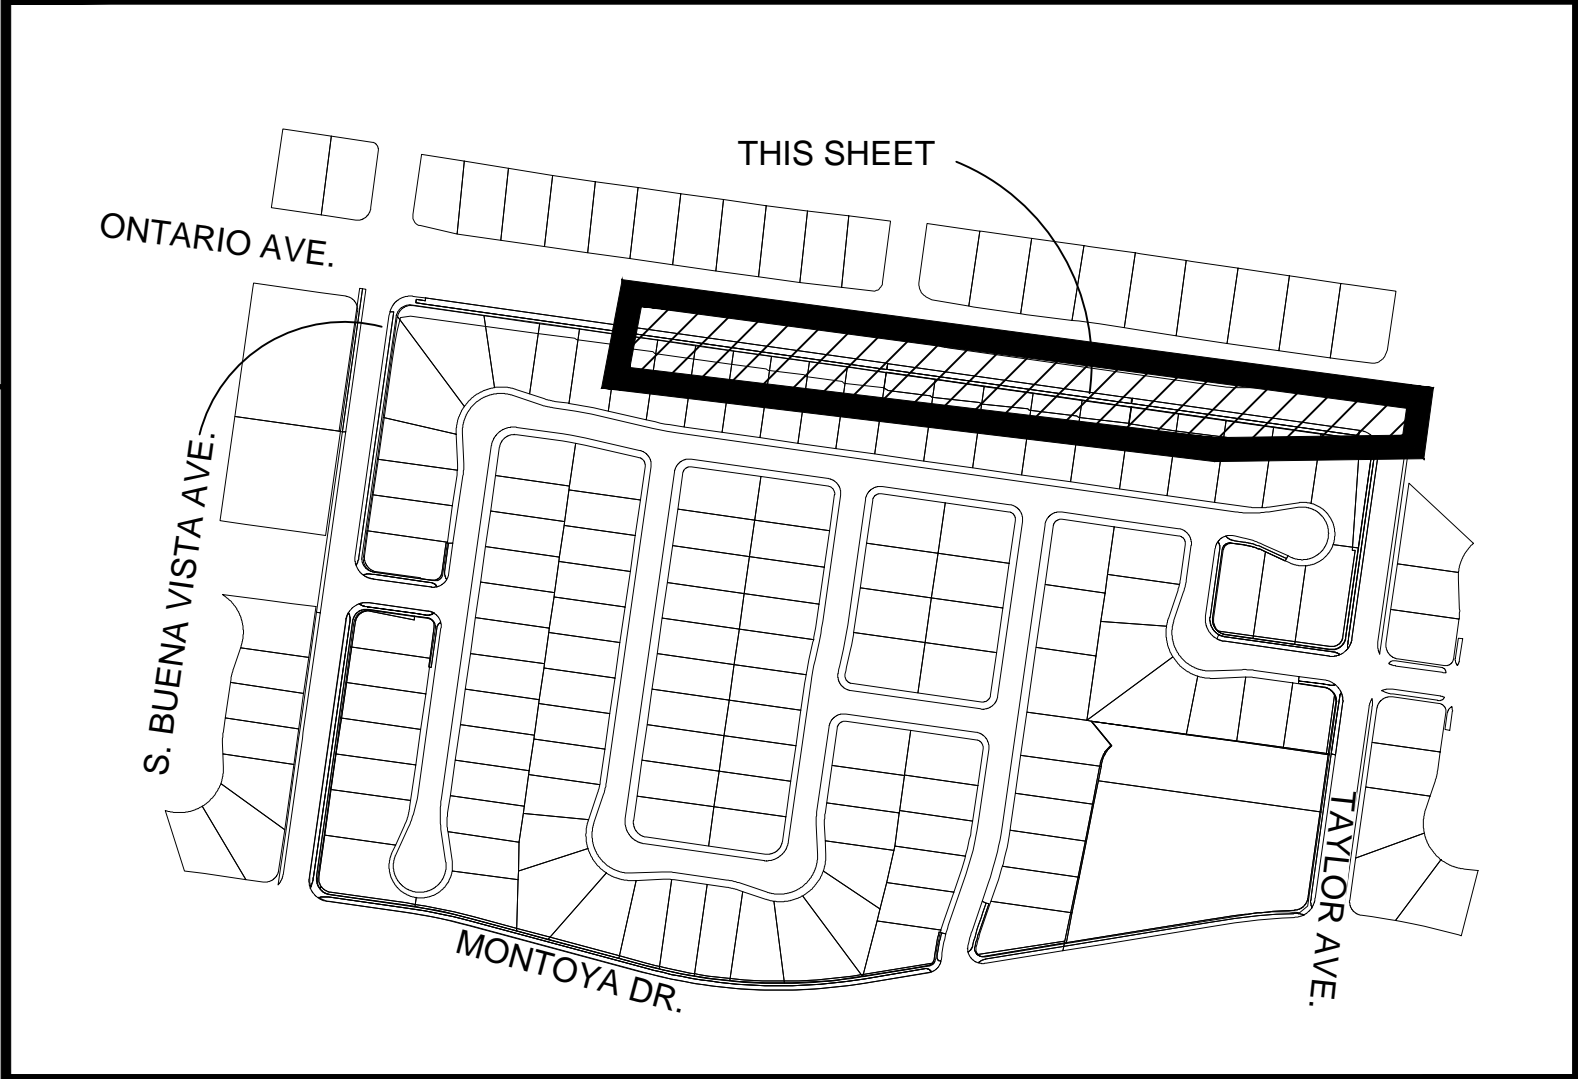 THIS SHEET
ONTARIO AVE.
S. BUENA VISTA AVE.
TAYLOR AVE.
MONTOYA DR.